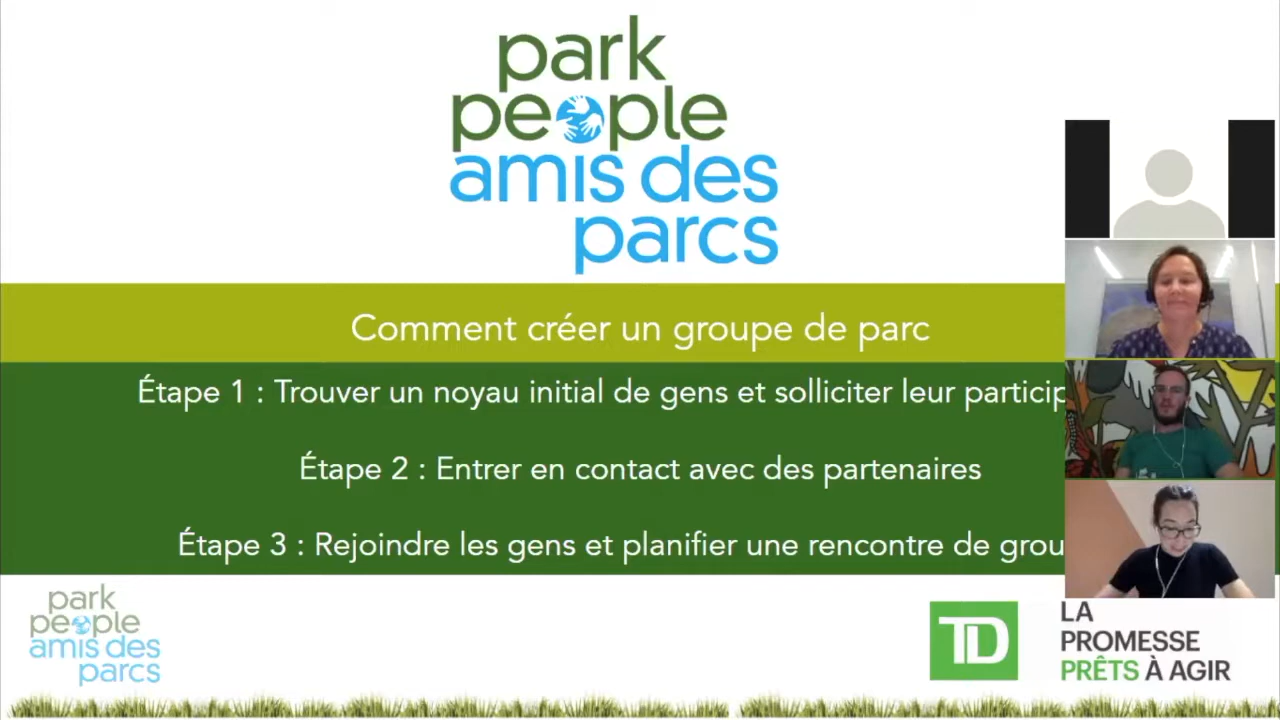 park
people
amis des
parcs
Comment créer un groupe de parc
Étape 1 : Trouver un noyau initial de gens et solliciter leur particip
Étape 2 : Entrer en contact avec des partenaires
Étape 3 : Rejoindre les gens et planifier une rencontre de grou
park
people
amis des
parcs
TD
LA
PROMESSE
PRÊTS À AGIR